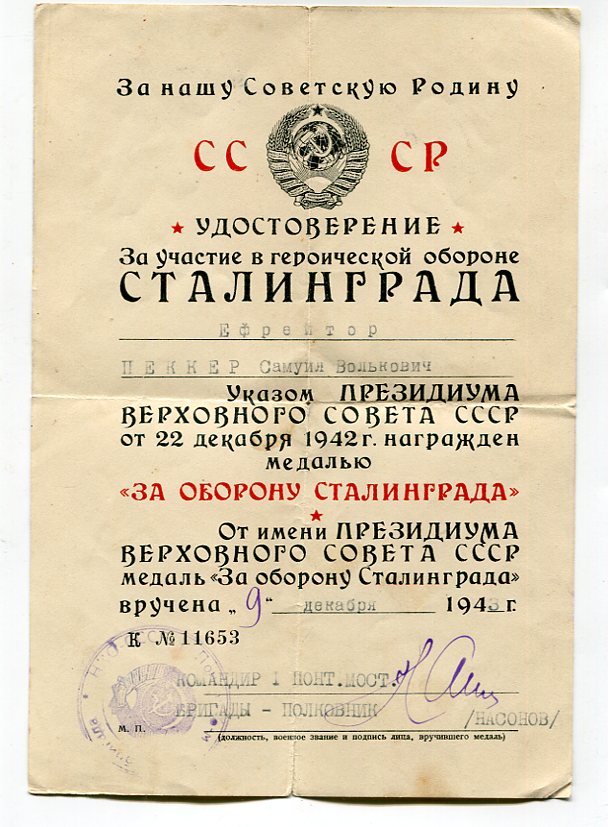 За нашу Советскую Родину
СС СР
УДОСТОВЕРЕНИЕ
За участие в героической обороне
СТАЛИНГРАДА
Ефрейтор
ПЕККЕР Самуил Волькович
Указом ПРЕЗИДИУМА
ВЕРХОВНОГО СОВЕТА СССР
от 22 декабря 1942 г. награжден
медалью
«ЗА ОБОРОНУ СТАЛИНГРАДА»
От имени ПРЕЗИДИУМА
ВЕРХОВНОГО СОВЕТА СССР
медаль «За оборону Сталинграда»
вручена „9" декабря 1943 г.
К № 11653
КОМАНДИР 1 ПОНТ.МОСТ.
БРИГАДЫ - ПОЛКОВНИК /НАСОНОВ/
М. П. (должность, военное звание и подпись лица, вручившего медаль)